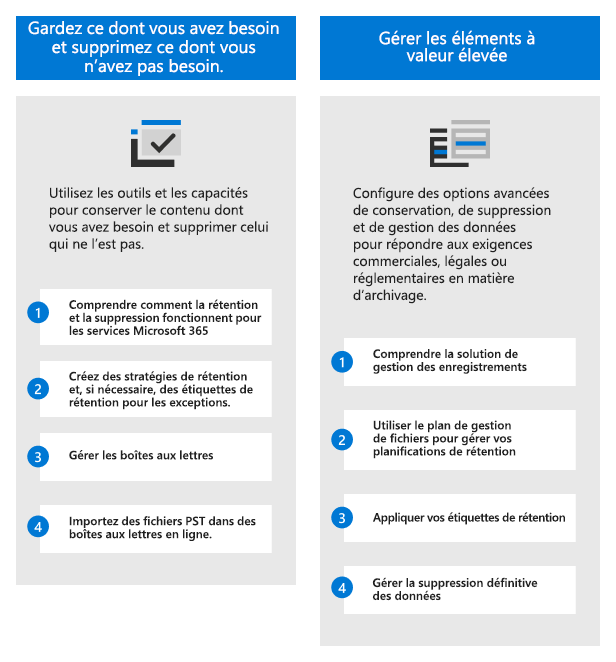 Gardez ce dont vous avez besoin
et supprimez ce dont vous
n’avez pas besoin.
Utilisez les outils et les capacités
pour conserver le contenu dont
vous avez besoin et supprimer celui
qui ne l’est pas.
1
Comprendre comment la rétention
et la suppression fonctionnent pour
les services Microsoft 365
2
Créez des stratégies de rétention
et, si nécessaire, des étiquettes de
rétention pour les exceptions.
3
Gérer les boîtes aux lettres
4
Importez des fichiers PST dans des
boîtes aux lettres en ligne.
Gérer les éléments à
valeur élevée
Configure des options avancées
de conservation, de suppression
et de gestion des données
pour répondre aux exigences
commerciales, légales ou
réglementaires en matière
d’archivage.
1
Comprendre la solution de
gestion des enregistrements
2
Utiliser le plan de gestion
de fichiers pour gérer vos
planifications de rétention
3
Appliquer vos étiquettes de rétention
4
Gérer la suppression définitive
des données